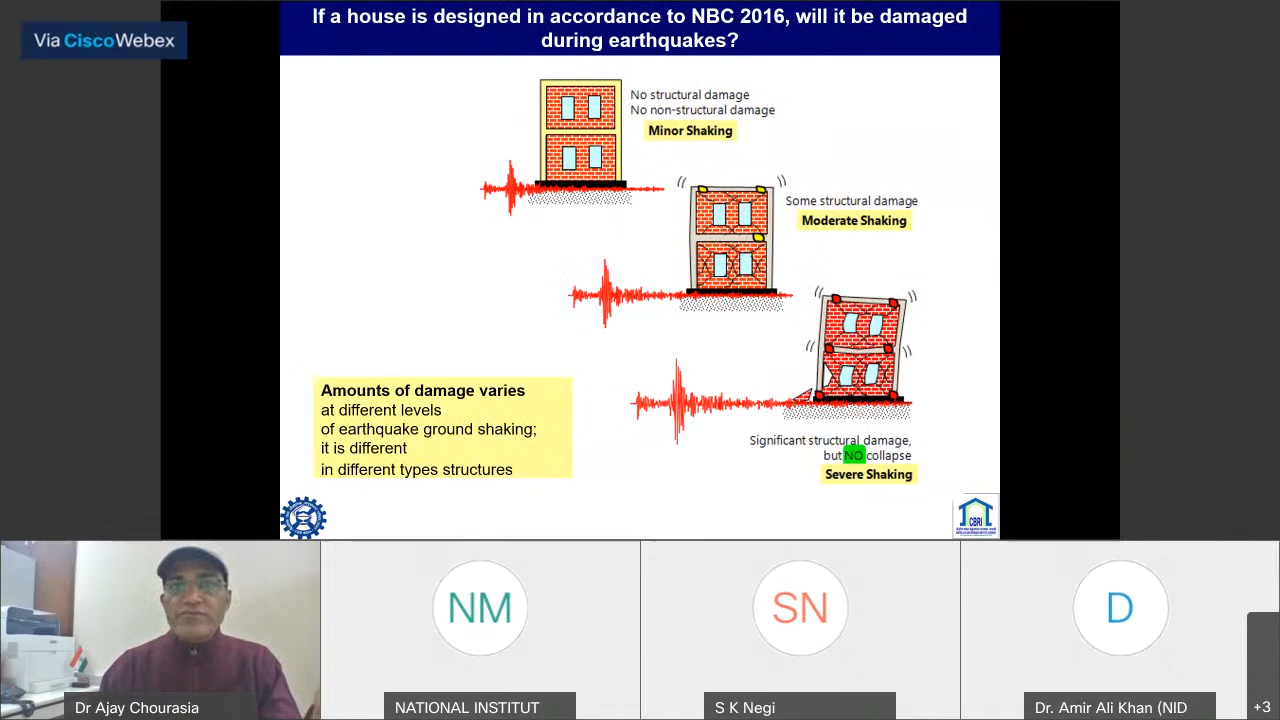 If a house is designed in accordance to NBC 2016, will it be damaged
during earthquakes?
Via CiscoWebex
No structural damage
No non-structural damage
Minor Shaking
Some structural damage
Moderate Shaking
Amounts of damage varies
at different levels
of earthquake ground shaking;
it is different
in different types structures
Significant structural damage,
but NO collapse
Severe Shaking
CBRI
NM
SN
D
Dr Ajay Chourasia
NATIONAL INSTITUT
S K Negi
Dr. Amir Ali Khan (NID
+3